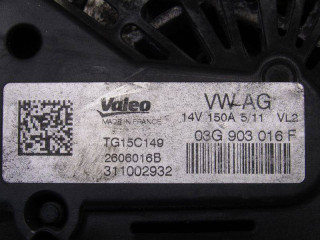 Valeo
MADE IN FRANCE
VW-AG
14V 150A 5/11 VL2
TG15C149
03G 903 016 F
2606016B
311002932